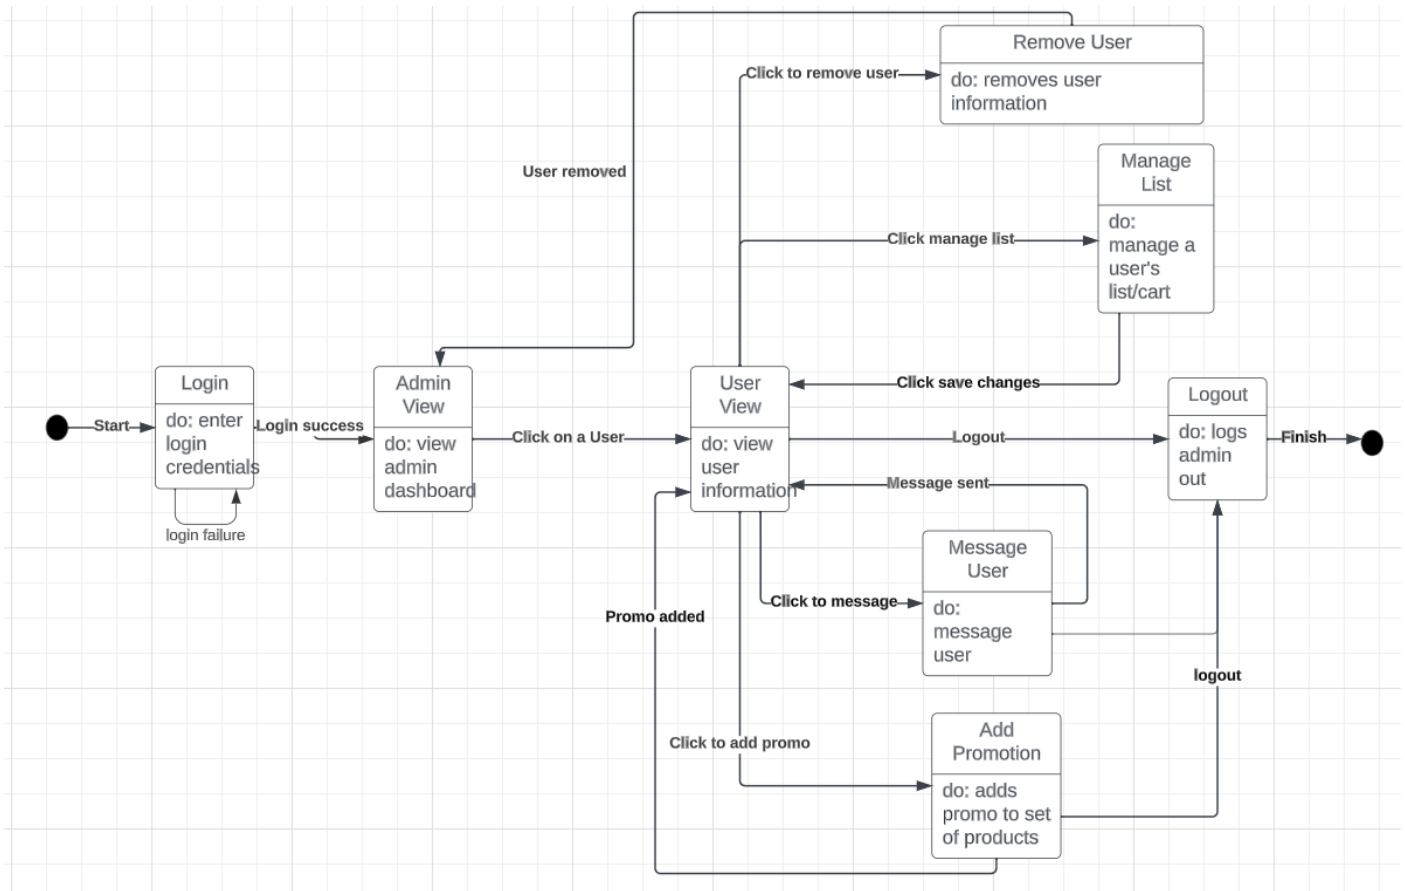 Remove User
do: removes user
information
Click to remove user
User removed
Manage
List
do:
manage a
user's
list/cart
Click manage list
Click save changes
Start
Login
do: enter
login
credentials
login failure
Login success
Admin
View
do: view
admin
dashboard
Click on a User
User
View
do: view
user
information
Logout
Logout
do: logs
admin
out
Finish
Message sent
Message
User
do:
message
user
Click to message
Promo added
logout
Click to add promo
Add
Promotion
do: adds
promo to set
of products